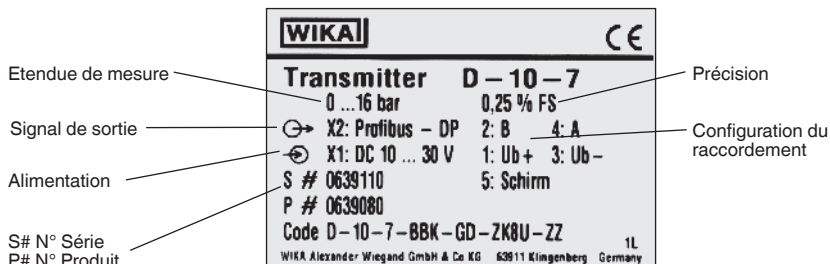 WIKA
CE
Etendue de mesure
Transmitter D – 10 – 7
Précision
0 ...16 bar 0,25 % FS
Signal de sortie
X2: Profibus – DP 2: B 4: A
Configuration du
raccordement
X1: DC 10 ... 30 V 1: Ub + 3: Ub –
Alimentation
S # 0639110 5: Schirm
P # 0639080
S# N° Série
P# N° Produit
Code D – 10 – 7 – BBK – GD – ZK8U – ZZ
1L
WIKA Alexander Wiegand GmbH & Co KG 63911 Klingenberg Germany